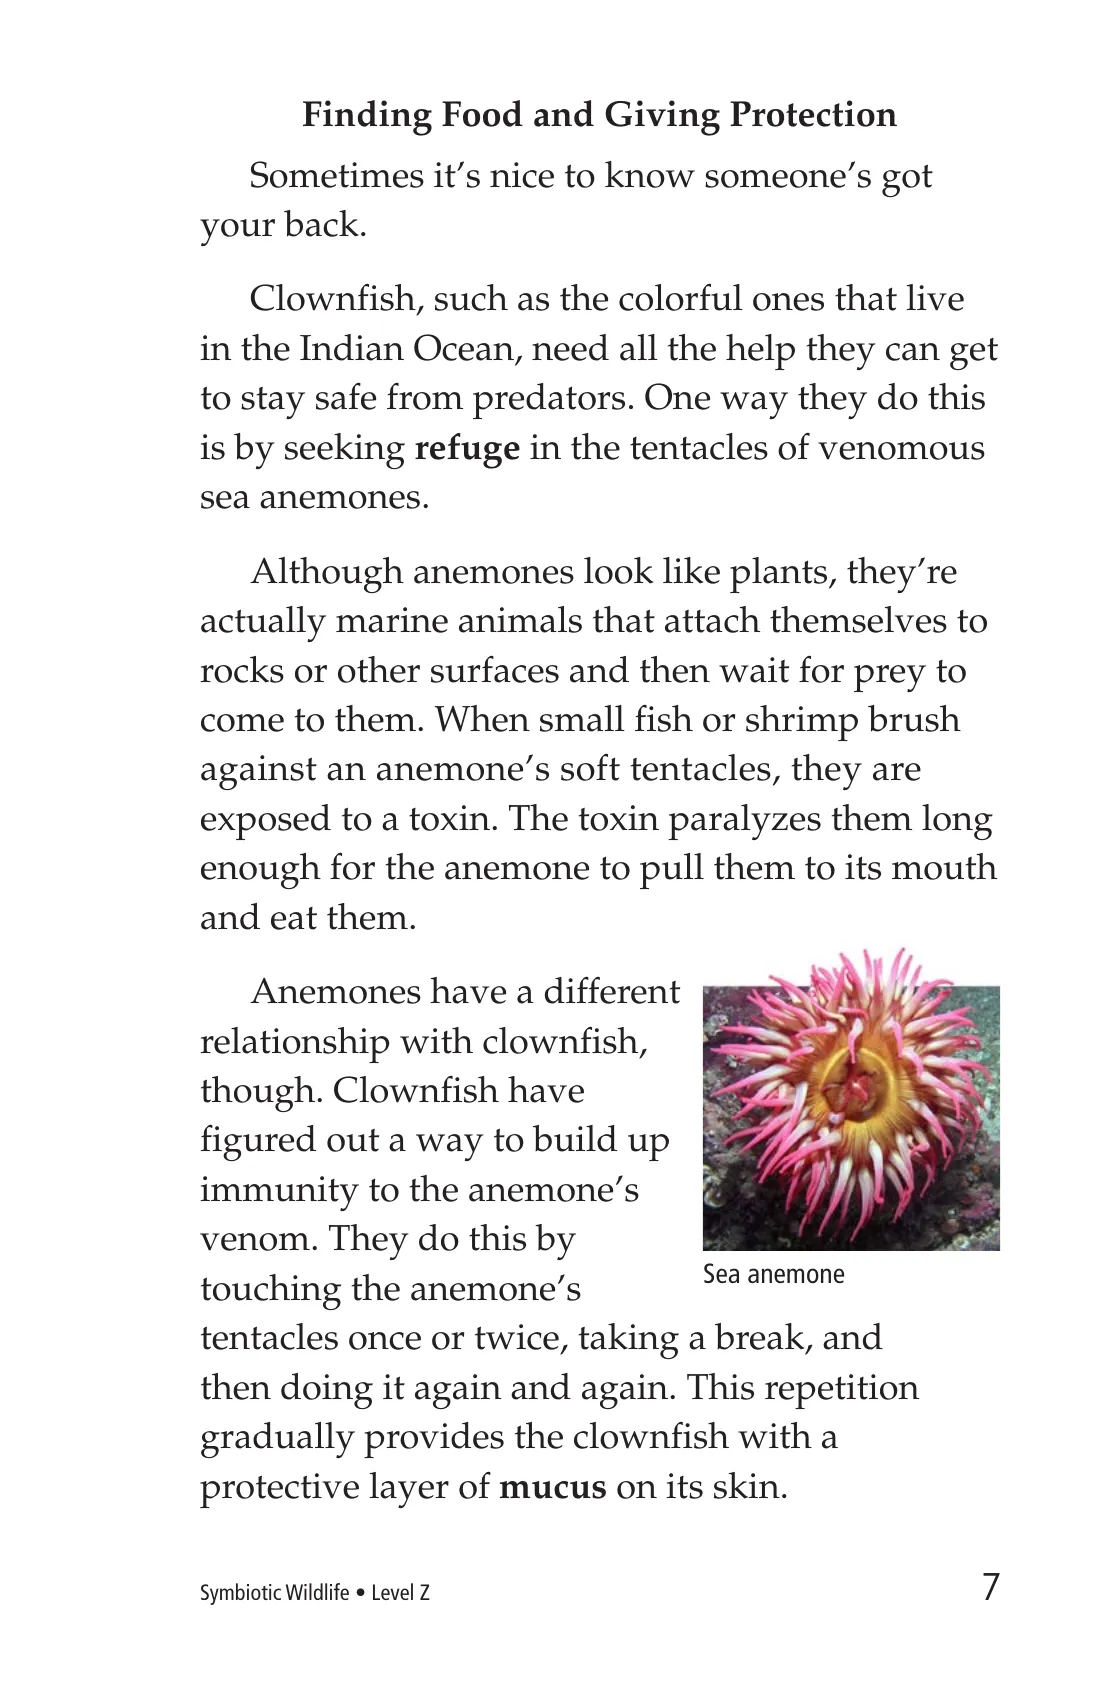 Finding Food and Giving Protection
Sometimes it’s nice to know someone’s got
your back.
Clownfish, such as the colorful ones that live
in the Indian Ocean, need all the help they can get
to stay safe from predators. One way they do this
is by seeking refuge in the tentacles of venomous
sea anemones.
Although anemones look like plants, they’re
actually marine animals that attach themselves to
rocks or other surfaces and then wait for prey to
come to them. When small fish or shrimp brush
against an anemone’s soft tentacles, they are
exposed to a toxin. The toxin paralyzes them long
enough for the anemone to pull them to its mouth
and eat them.
Anemones have a different
relationship with clownfish,
though. Clownfish have
figured out a way to build up
immunity to the anemone’s
venom. They do this by
touching the anemone’s
tentacles once or twice, taking a break, and
then doing it again and again. This repetition
gradually provides the clownfish with a
protective layer of mucus on its skin.
Sea anemone
Symbiotic Wildlife • Level Z
7